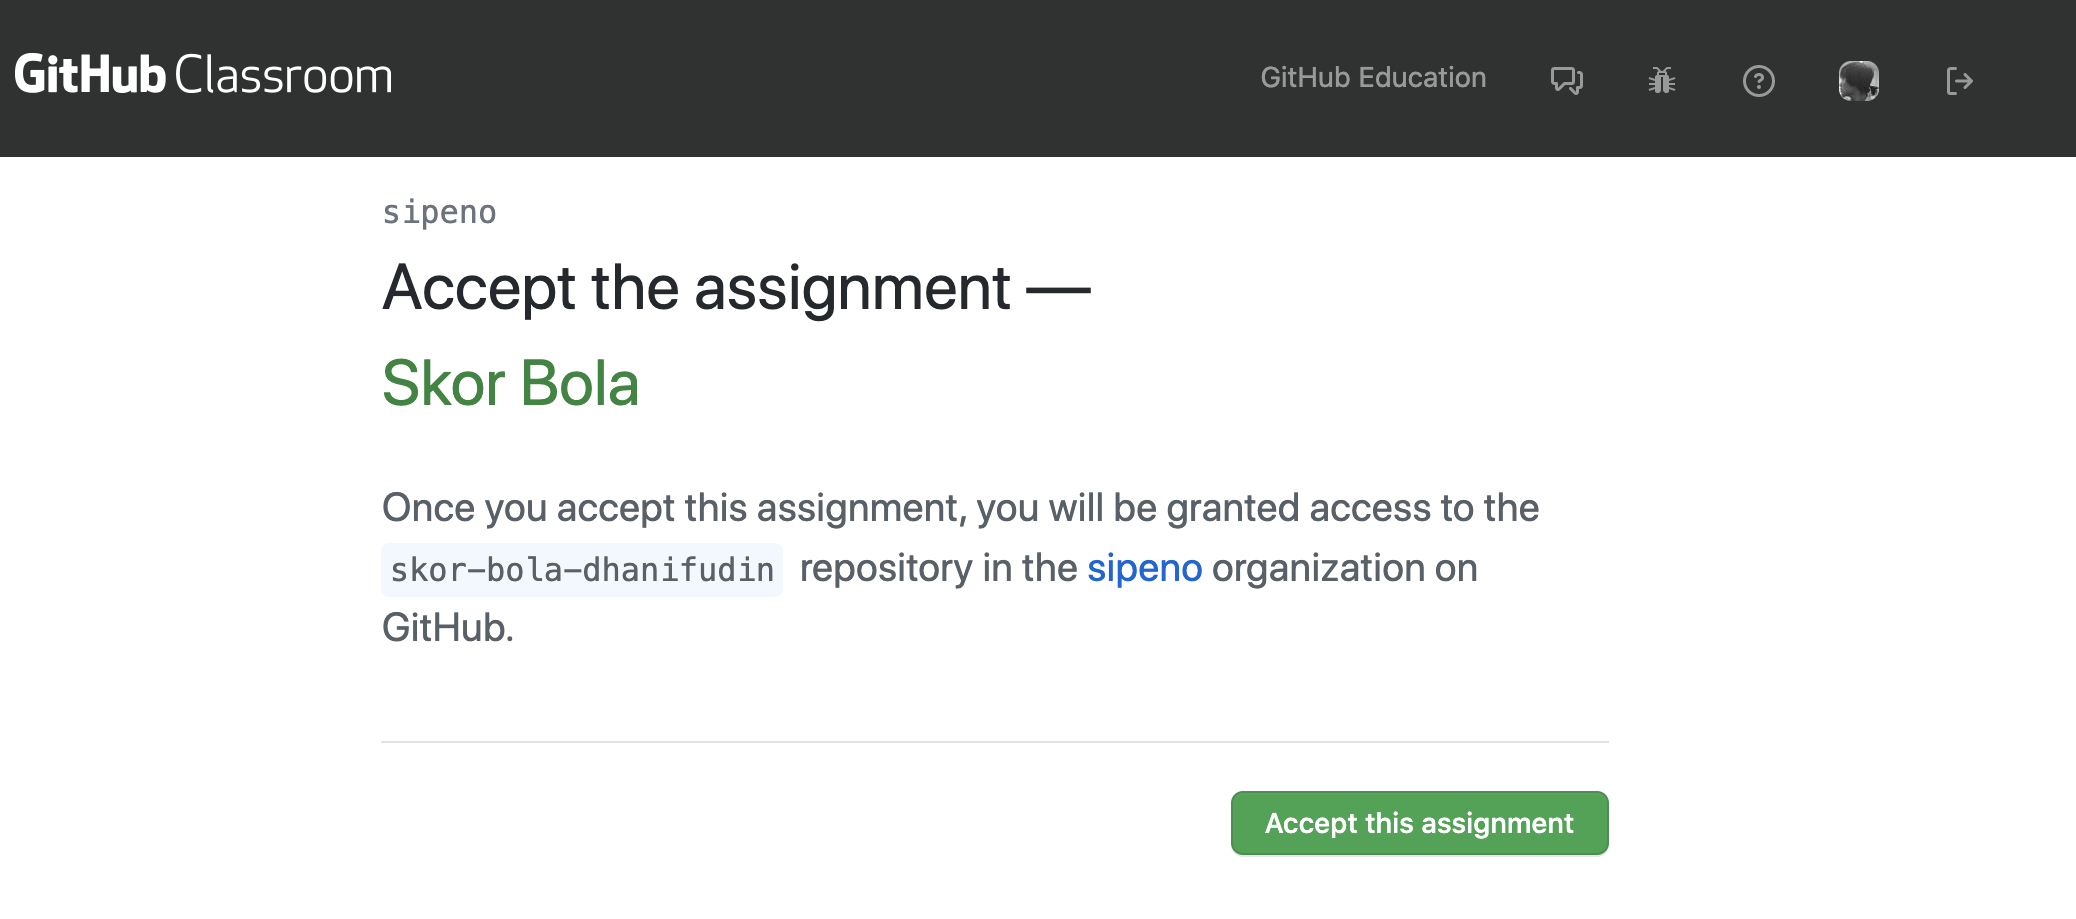 GitHub Classroom
GitHub Education
sipeno
Accept the assignment —
Skor Bola
Once you accept this assignment, you will be granted access to the
skor-bola-dhanifudin repository in the sipeno organization on
GitHub.
Accept this assignment